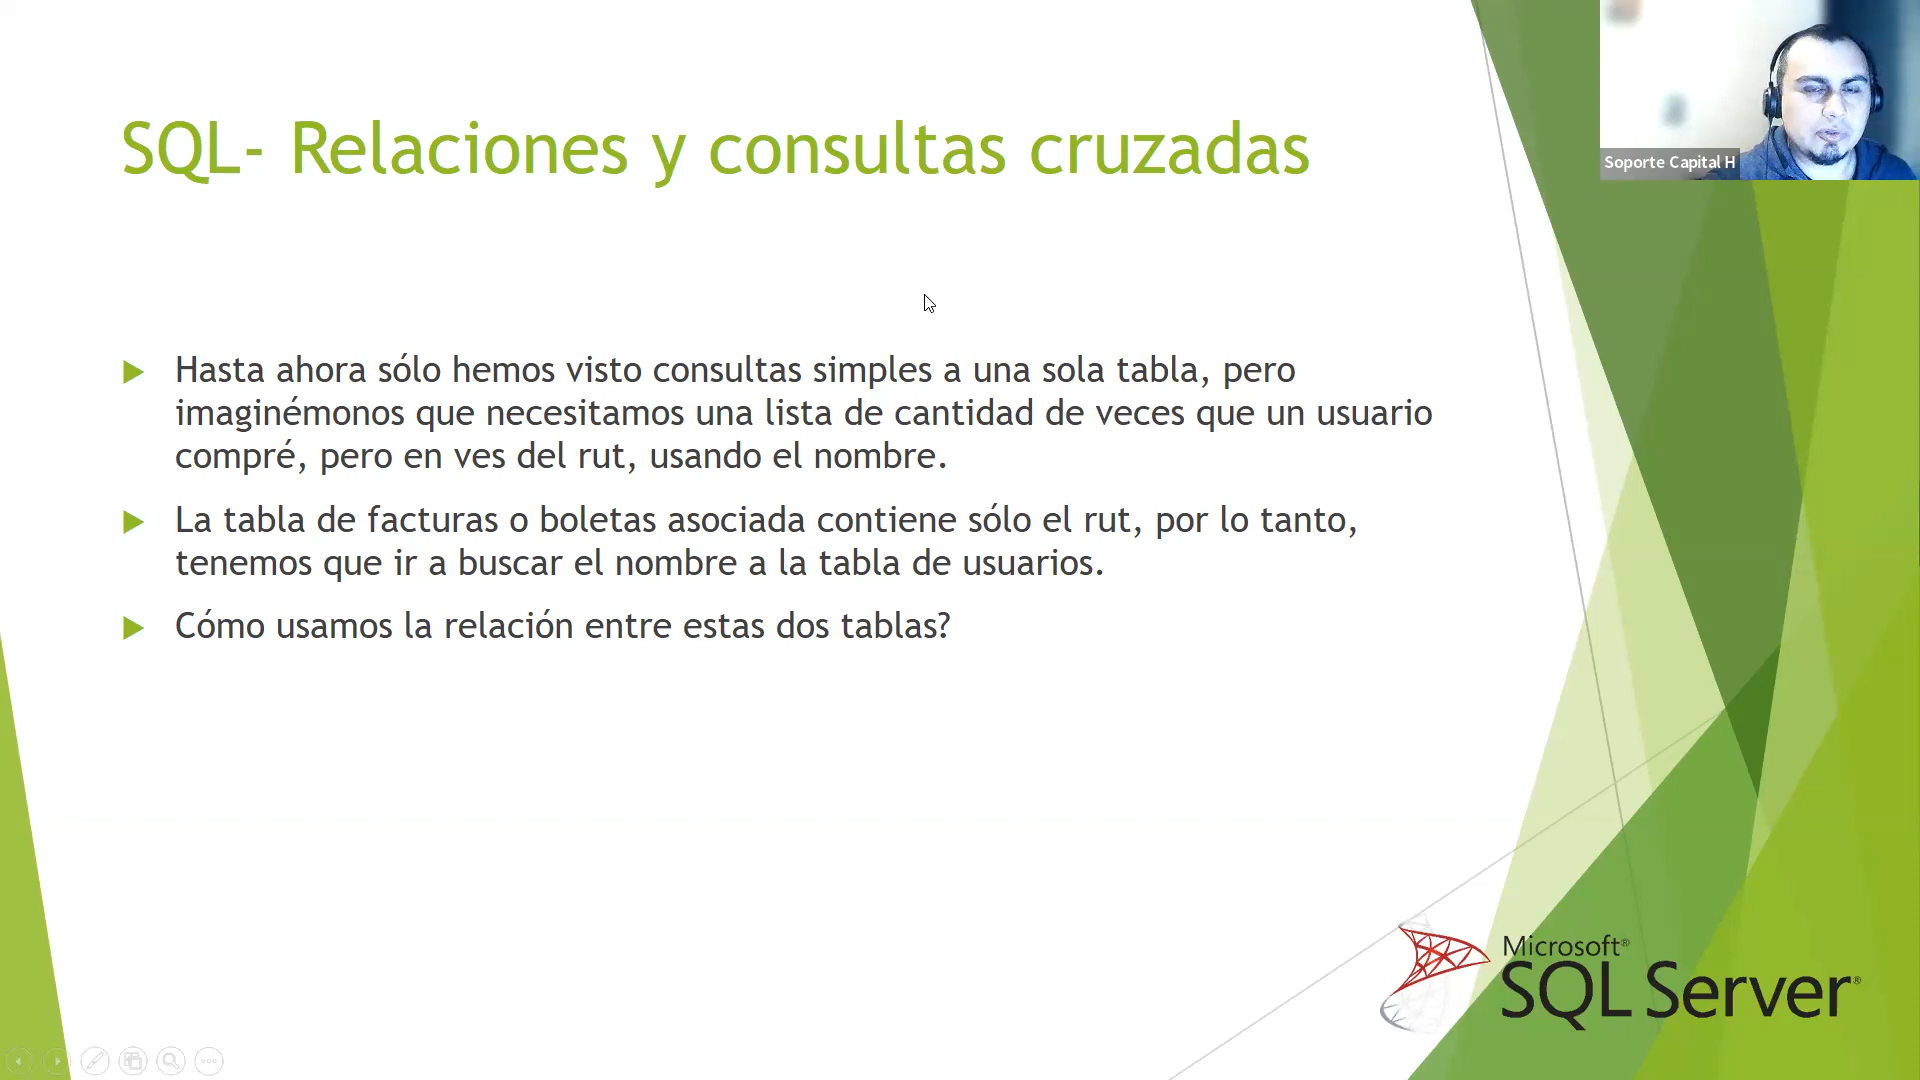 SQL- Relaciones y consultas cruzadas
Soporte Capital H
Hasta ahora sólo hemos visto consultas simples a una sola tabla, pero
imaginémonos que necesitamos una lista de cantidad de veces que un usuario
compré, pero en ves del rut, usando el nombre.
La tabla de facturas o boletas asociada contiene sólo el rut, por lo tanto,
tenemos que ir a buscar el nombre a la tabla de usuarios.
Cómo usamos la relación entre estas dos tablas?
Microsoft®
SQL Server®